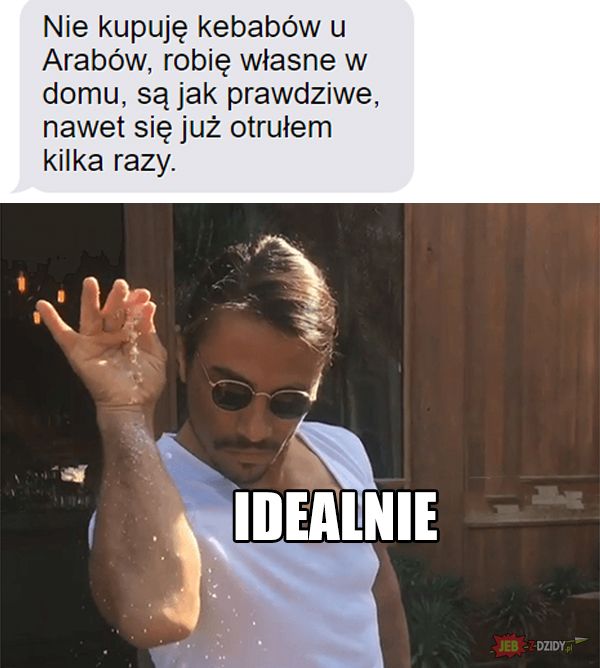 Nie kupuję kebabów u
Arabów, robię własne w
domu, są jak prawdziwe,
nawet się już otrułem
kilka razy.
IDEALNIE
JEB-Z-DZIDY.pl